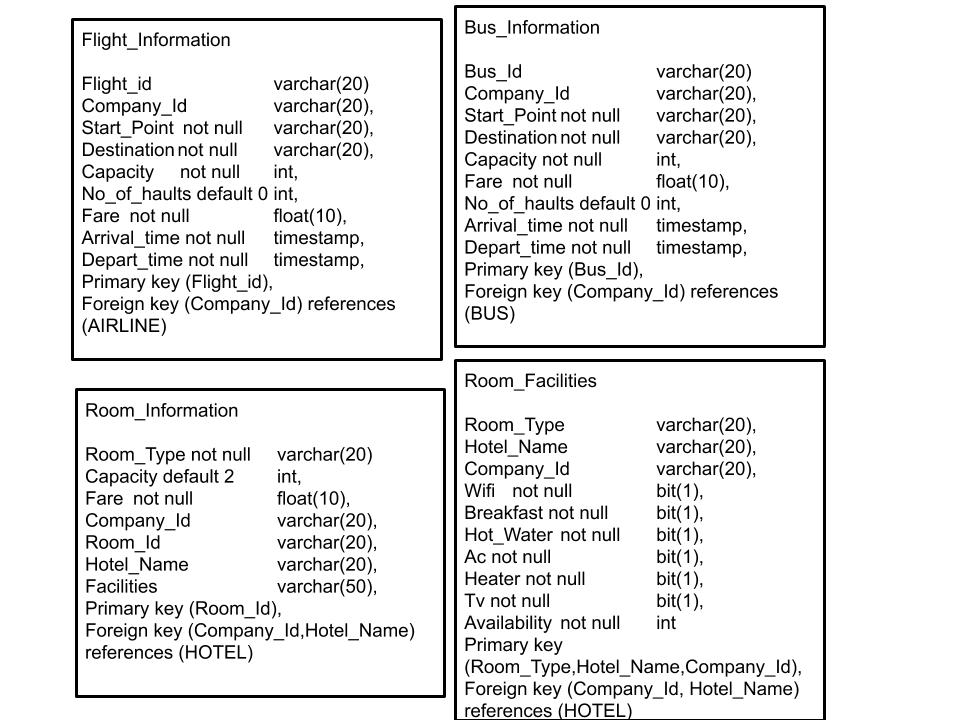 Flight_Information
Flight_id varchar(20)
Company_Id varchar(20),
Start_Point not null varchar(20),
Destination not null varchar(20),
Capacity not null int,
No_of_haults default 0 int,
Fare not null float(10),
Arrival_time not null timestamp,
Depart_time not null timestamp,
Primary key (Flight_id),
Foreign key (Company_Id) references
(AIRLINE)
Bus_Information
Bus_Id varchar(20)
Company_Id varchar(20),
Start_Point not null varchar(20),
Destination not null varchar(20),
Capacity not null int,
Fare not null float(10),
No_of_haults default 0 int,
Arrival_time not null timestamp,
Depart_time not null timestamp,
Primary key (Bus_Id),
Foreign key (Company_Id) references
(BUS)
Room_Information
Room_Type not null varchar(20)
Capacity default 2 int,
Fare not null float(10),
Company_Id varchar(20),
Room_Id varchar(20),
Hotel_Name varchar(20),
Facilities varchar(50),
Primary key (Room_Id),
Foreign key (Company_Id,Hotel_Name)
references (HOTEL)
Room_Facilities
Room_Type varchar(20),
Hotel_Name varchar(20),
Company_Id varchar(20),
Wifi not null bit(1),
Breakfast not null bit(1),
Hot_Water not null bit(1),
Ac not null bit(1),
Heater not null bit(1),
Tv not null bit(1),
Availability not null int
Primary key
(Room_Type,Hotel_Name,Company_Id),
Foreign key (Company_Id, Hotel_Name)
references (HOTEL)